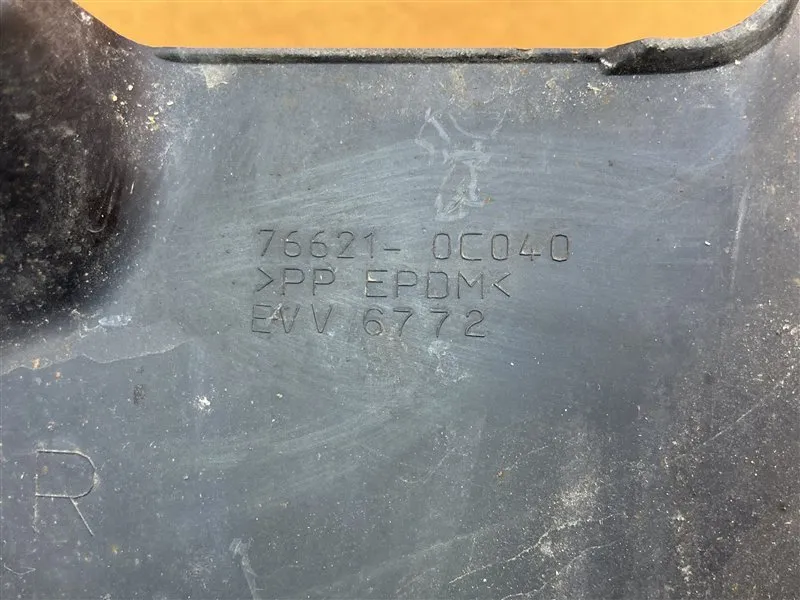 76621- 0C040
>PP EPDM<
EVV 6772
R